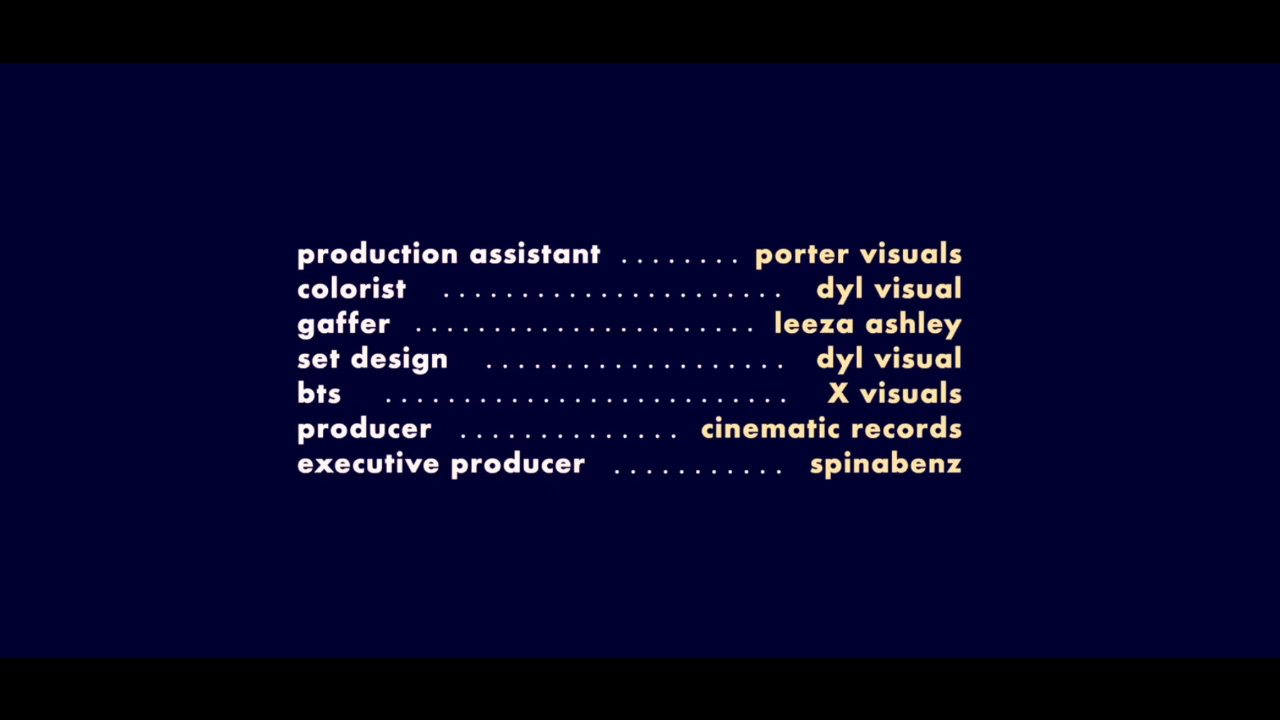 production assistant ........ porter visuals
colorist ...................... dyl visual
gaffer ...................... leeza ashley
set design ................... dyl visual
bts .......................... X visuals
producer .............. cinematic records
executive producer ........... spinabenz